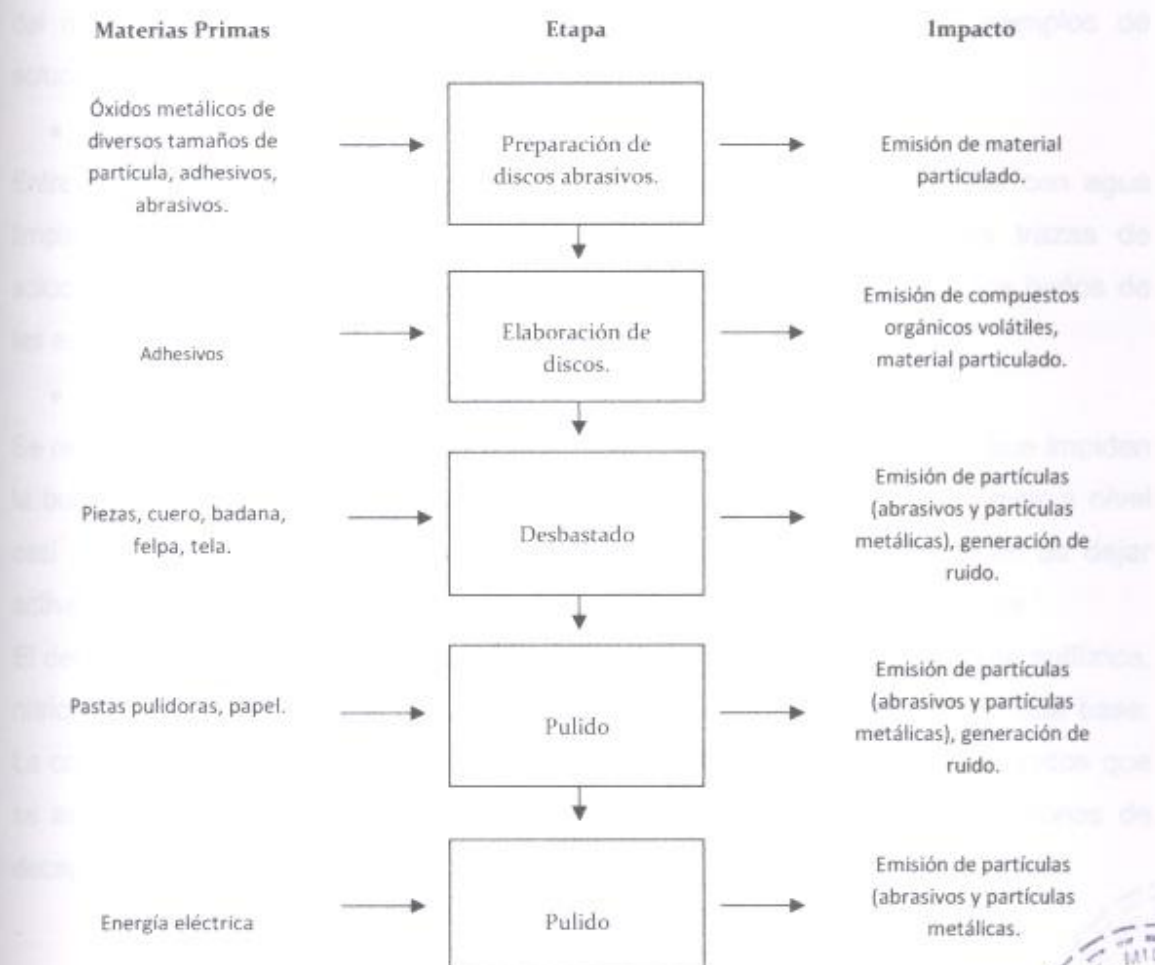 Materias Primas
Etapa
Impacto
Óxidos metálicos de
diversos tamaños de
partícula, adhesivos,
abrasivos.
Preparación de
discos abrasivos.
Emisión de material
particulado.
Adhesivos
Elaboración de
discos.
Emisión de compuestos
orgánicos volátiles,
material particulado.
Piezas, cuero, badana,
felpa, tela.
Desbastado
Emisión de partículas
(abrasivos y partículas
metálicas), generación de
ruido.
Pastas pulidoras, papel.
Pulido
Emisión de partículas
(abrasivos y partículas
metálicas), generación de
ruido.
Energía eléctrica
Pulido
Emisión de partículas
(abrasivos y partículas
metálicas.